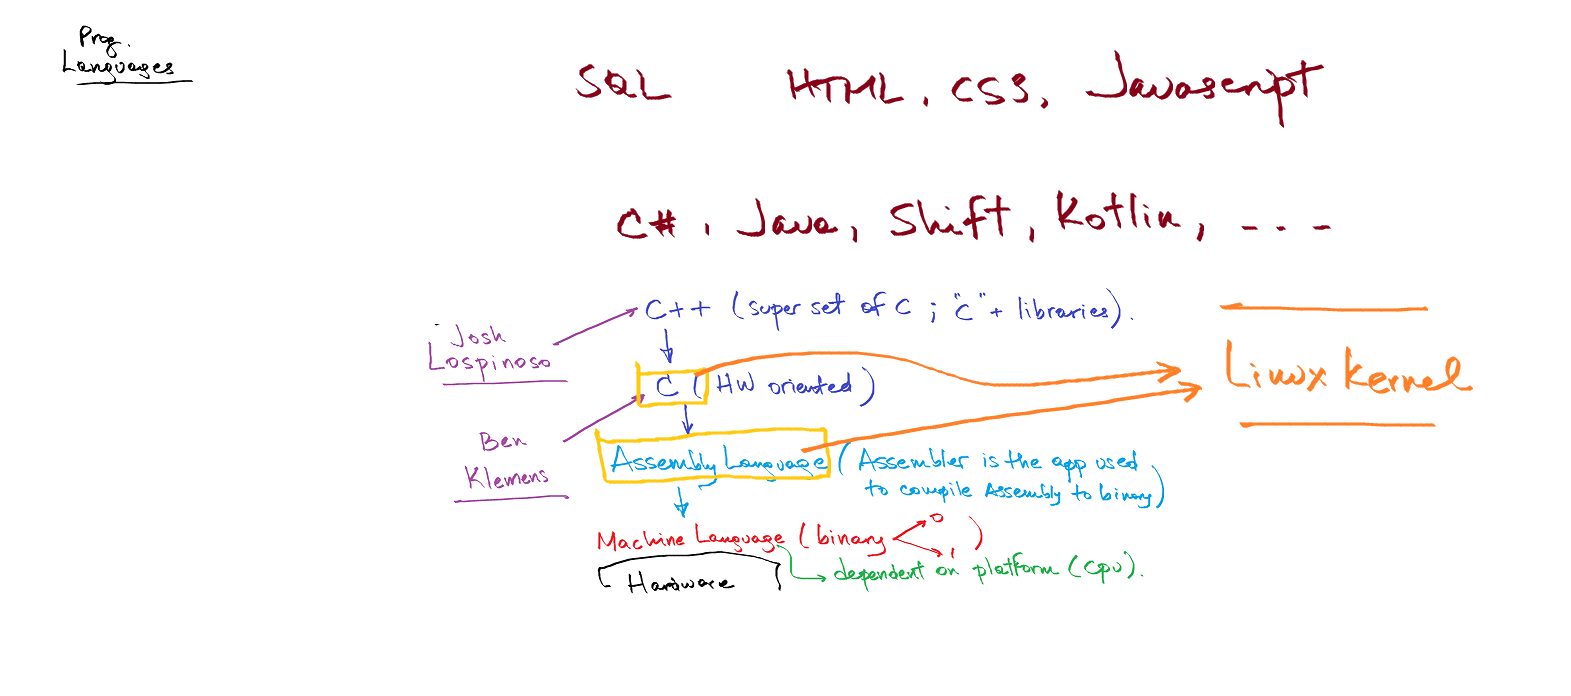 Prog.
Languages
SQL HTML, CSS, Javascript
C#, Java, Shift, Kotlin, ...
C++ (super set of C ; "C" + libraries).
Josh
Lospinoso
C (HW oriented)
Linux Kernel
Ben
Klemens
Assembly Language (Assembler is the app used
to compile Assembly to binary)
Machine Language (binary 0 1)
Hardware
dependent on platform (CPU).